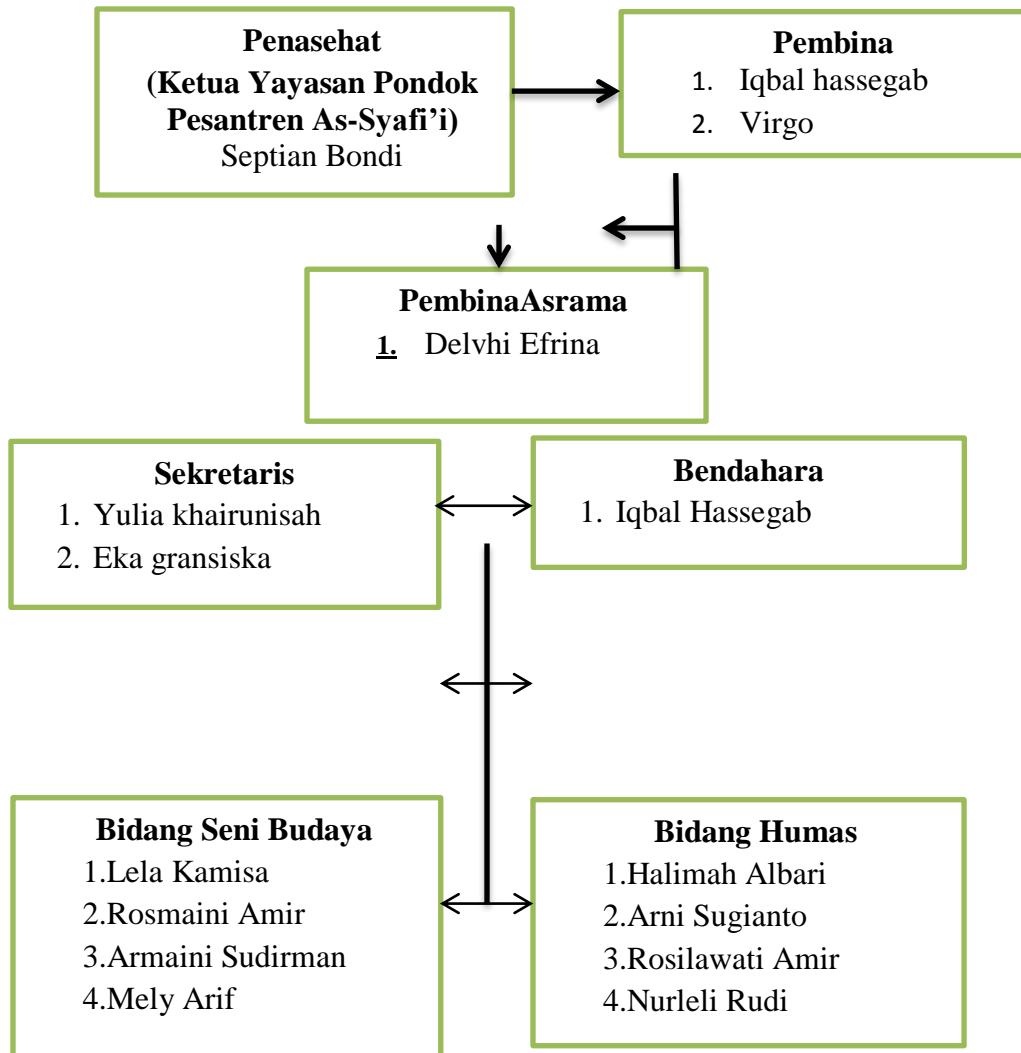 Penasehat
(Ketua Yayasan Pondok
Pesantren As-Syafi’i)
Septian Bondi
Pembina
1. Iqbal hassegab
2. Virgo
PembinaAsrama
1. Delvhi Efrina
Sekretaris
1. Yulia khairunisah
2. Eka gransiska
Bendahara
1. Iqbal Hassegab
Bidang Seni Budaya
1.Lela Kamisa
2.Rosmaini Amir
3.Armaini Sudirman
4.Mely Arif
Bidang Humas
1.Halimah Albari
2.Arni Sugianto
3.Rosilawati Amir
4.Nurleli Rudi